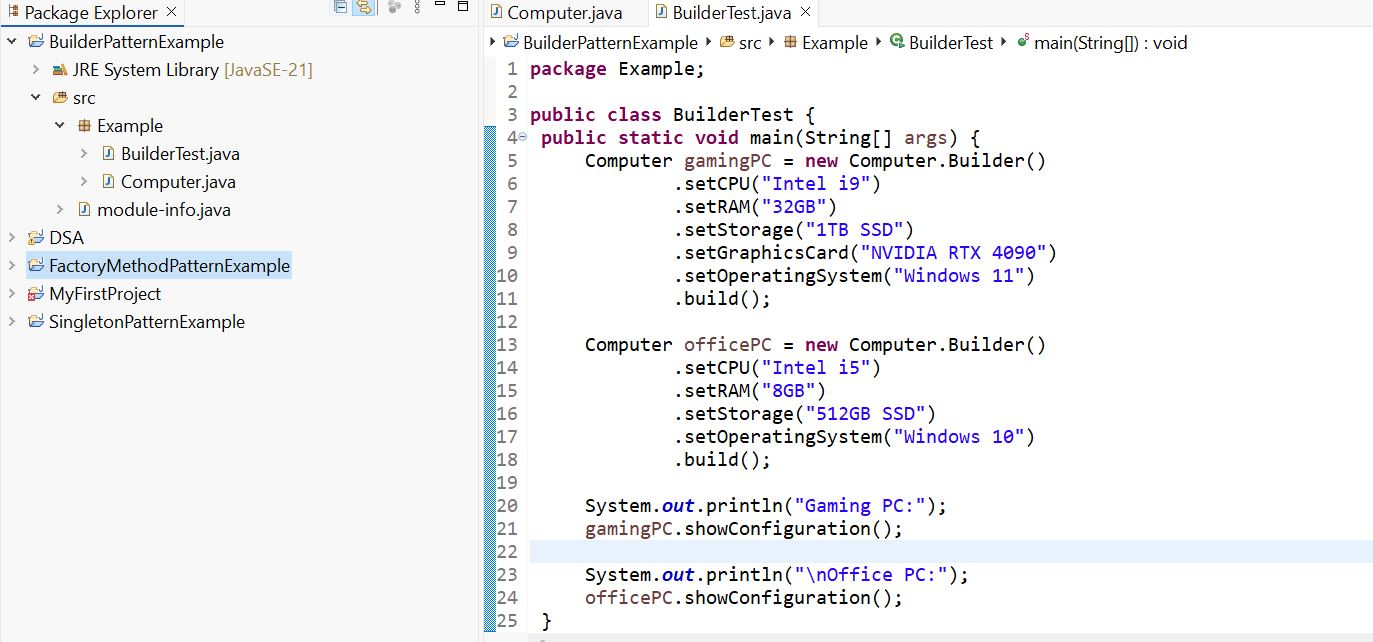 Package Explorer
BuilderPatternExample
JRE System Library [JavaSE-21]
src
Example
BuilderTest.java
Computer.java
module-info.java
DSA
FactoryMethodPatternExample
MyFirstProject
SingletonPatternExample
Computer.java BuilderTest.java
BuilderPatternExample src Example BuilderTest main(String[]) : void
1 package Example;
2
3 public class BuilderTest {
4 public static void main(String[] args) {
5 Computer gamingPC = new Computer.Builder()
6 .setCPU("Intel i9")
7 .setRAM("32GB")
8 .setStorage("1TB SSD")
9 .setGraphicsCard("NVIDIA RTX 4090")
10 .setOperatingSystem("Windows 11")
11 .build();
12
13 Computer officePC = new Computer.Builder()
14 .setCPU("Intel i5")
15 .setRAM("8GB")
16 .setStorage("512GB SSD")
17 .setOperatingSystem("Windows 10")
18 .build();
19
20 System.out.println("Gaming PC:");
21 gamingPC.showConfiguration();
22
23 System.out.println("\nOffice PC:");
24 officePC.showConfiguration();
25 }